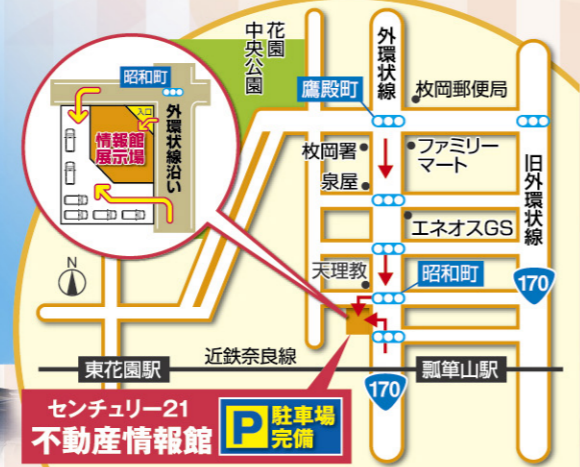 花園
中央公園
外環状線
昭和町
入口
情報館
展示場
外環状線沿い
鷹殿町
枚岡郵便局
枚岡署
泉屋
ファミリー
マート
旧外環状線
エネオスGS
天理教
昭和町
170
N
近鉄奈良線
東花園駅
瓢箪山駅
170
センチュリー21
不動産情報館
P
駐車場
完備